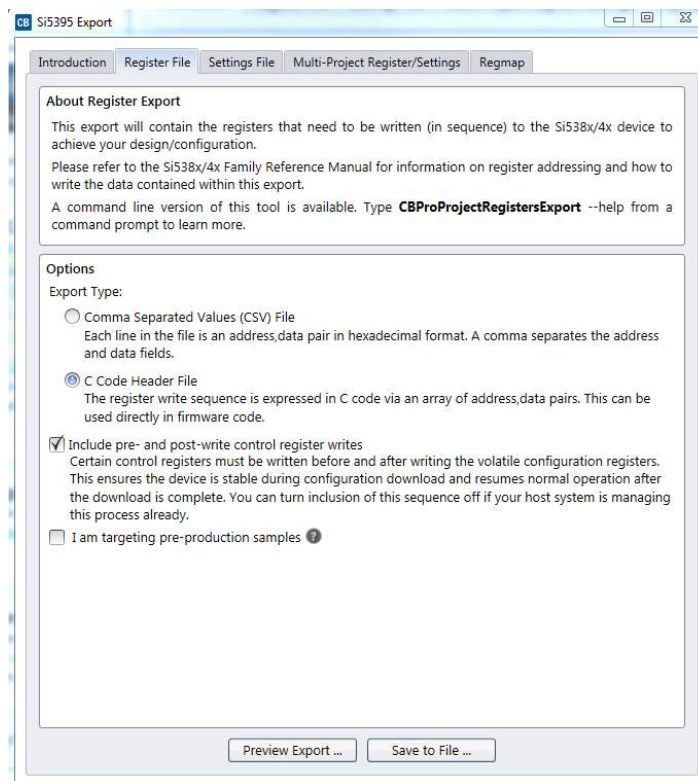 CB Si5395 Export
Introduction Register File Settings File Multi-Project Register/Settings Regmap
About Register Export
This export will contain the registers that need to be written (in sequence) to the Si538x/4x device to
achieve your design/configuration.
Please refer to the Si538x/4x Family Reference Manual for information on register addressing and how to
write the data contained within this export.
A command line version of this tool is available. Type CBProProjectRegistersExport --help from a
command prompt to learn more.
Options
Export Type:
Comma Separated Values (CSV) File
Each line in the file is an address,data pair in hexadecimal format. A comma separates the address
and data fields.
C Code Header File
The register write sequence is expressed in C code via an array of address,data pairs. This can be
used directly in firmware code.
Include pre- and post-write control register writes
Certain control registers must be written before and after writing the volatile configuration registers.
This ensures the device is stable during configuration download and resumes normal operation after
the download is complete. You can turn inclusion of this sequence off if your host system is managing
this process already.
I am targeting pre-production samples ?
Preview Export ... Save to File ...